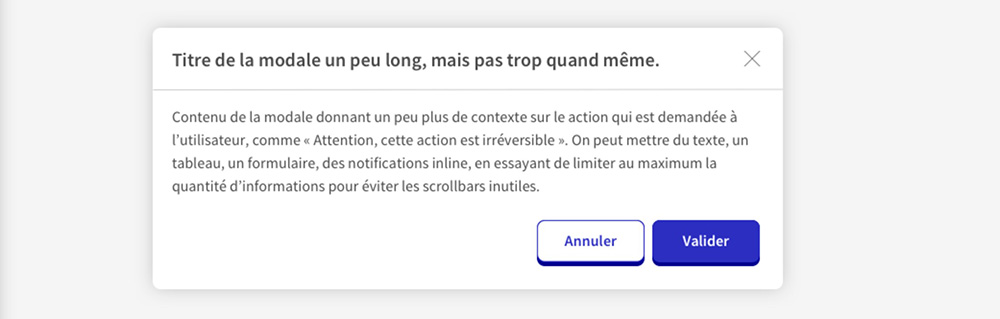 Titre de la modale un peu long, mais pas trop quand même.
Contenu de la modale donnant un peu plus de contexte sur le action qui est demandée à
l’utilisateur, comme « Attention, cette action est irréversible ». On peut mettre du texte, un
tableau, un formulaire, des notifications inline, en essayant de limiter au maximum la
quantité d’informations pour éviter les scrollbars inutiles.
Annuler
Valider